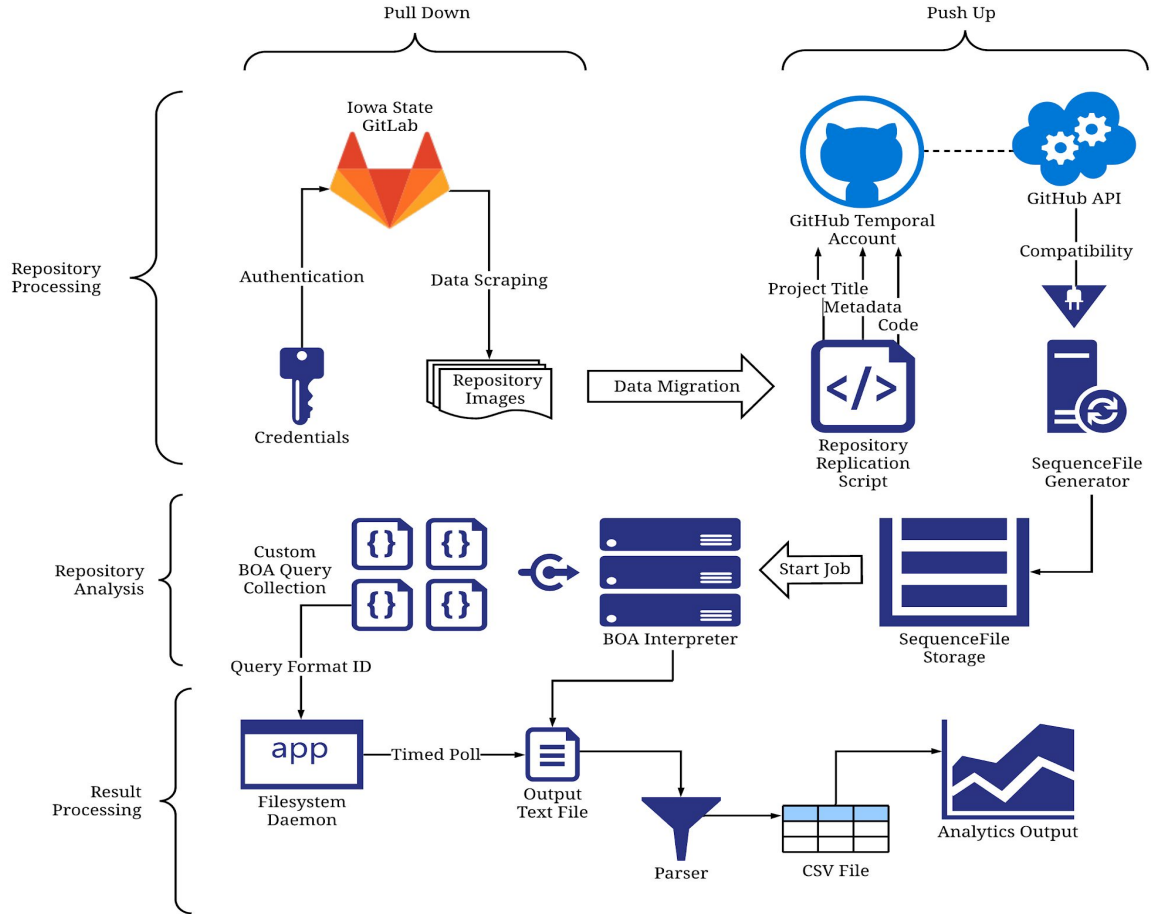 Pull Down
Push Up
Iowa State
GitLab
GitHub Temporal
Account
GitHub API
Repository
Processing
Authentication
Data Scraping
Compatibility
Project Title
Metadata
Code
Credentials
Repository
Images
Data Migration
</>
Repository
Replication
Script
SequenceFile
Generator
Repository
Analysis
Custom
BOA Query
Collection
{}
{}
{}
{}
BOA Interpreter
Start Job
SequenceFile
Storage
Query Format ID
Result
Processing
app
Filesystem
Daemon
Timed Poll
Output
Text File
Parser
CSV File
Analytics Output